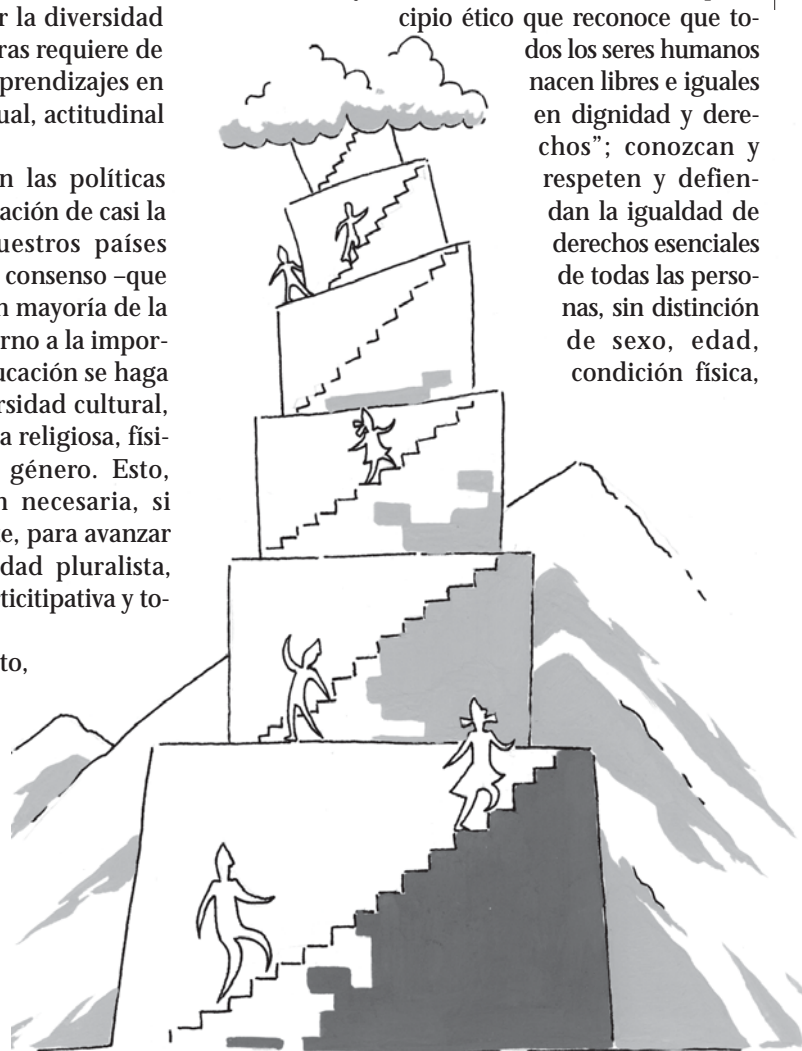 r la diversidad
ras requiere de
prendizajes en
ual, actitudinal
n las políticas
ación de casi la
uestros países
consenso –que
n mayoría de la
rno a la impor-
ucación se haga
rsidad cultural,
a religiosa, físi-
género. Esto,
n necesaria, si
e, para avanzar
dad pluralista,
rticitipativa y to-
to,
cipio ético que reconoce que to-
dos los seres humanos
nacen libres e iguales
en dignidad y dere-
chos”; conozcan y
respeten y defien-
dan la igualdad de
derechos esenciales
de todas las perso-
nas, sin distinción
de sexo, edad,
condición física,